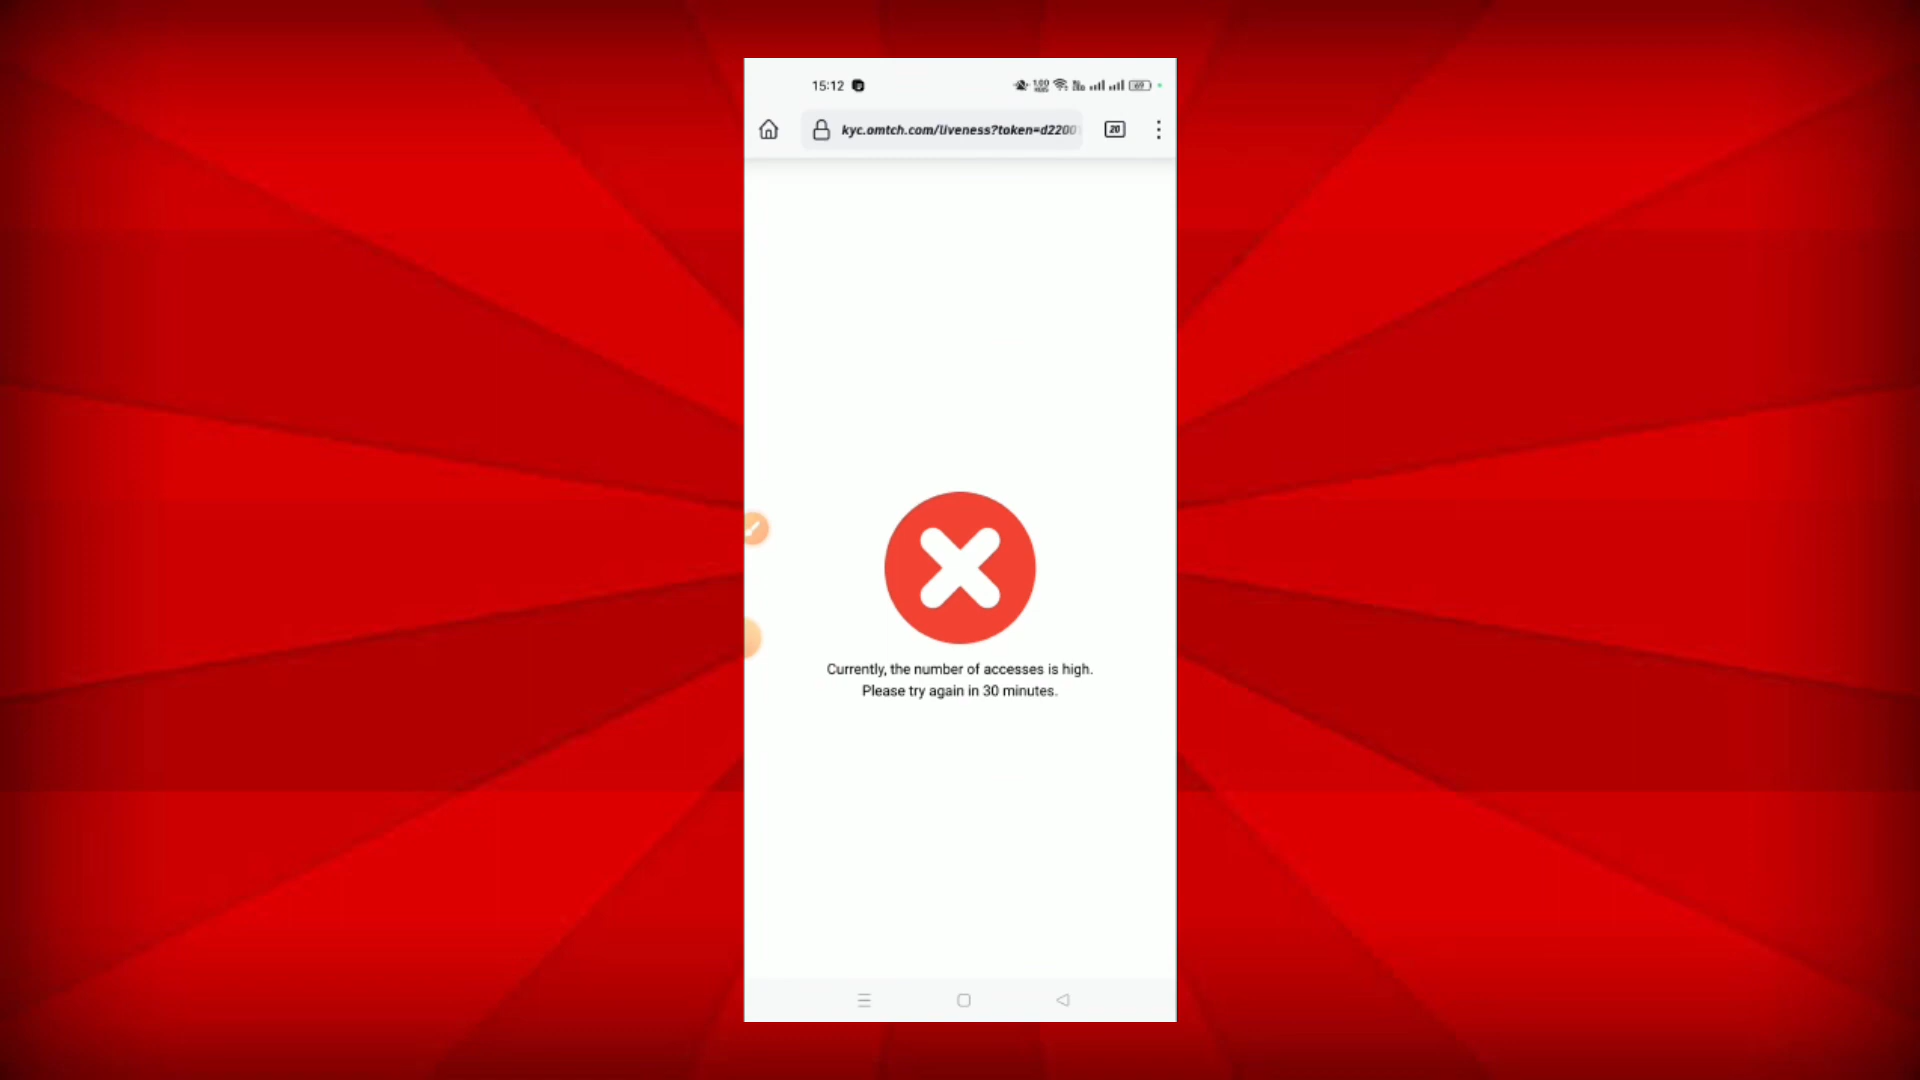 15:12
69
kyc.omtch.com/liveness?token=d2200
20
Currently, the number of accesses is high.
Please try again in 30 minutes.